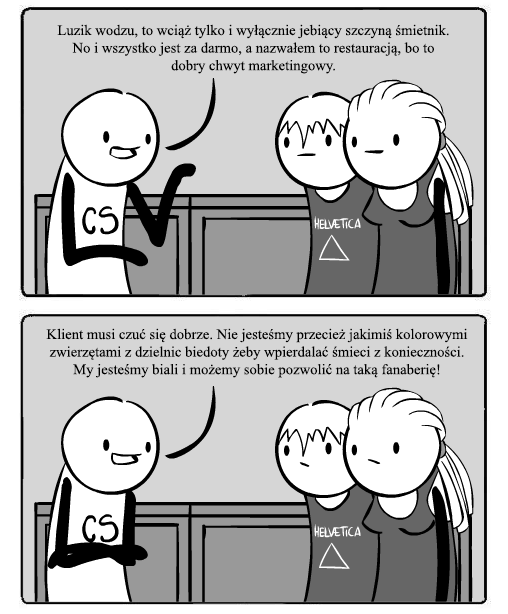 Luzik wodzu, to wciąż tylko i wyłącznie jebiący szczyną śmietnik.
No i wszystko jest za darmo, a nazwałem to restauracją, bo to
dobry chwyt marketingowy.
CS
HELVETICA
Klient musi czuć się dobrze. Nie jesteśmy przecież jakimiś kolorowymi
zwierzętami z dzielnic biedoty żeby wpierdalać śmieci z konieczności.
My jesteśmy biali i możemy sobie pozwolić na taką fanaberię!
CS
HELVETICA